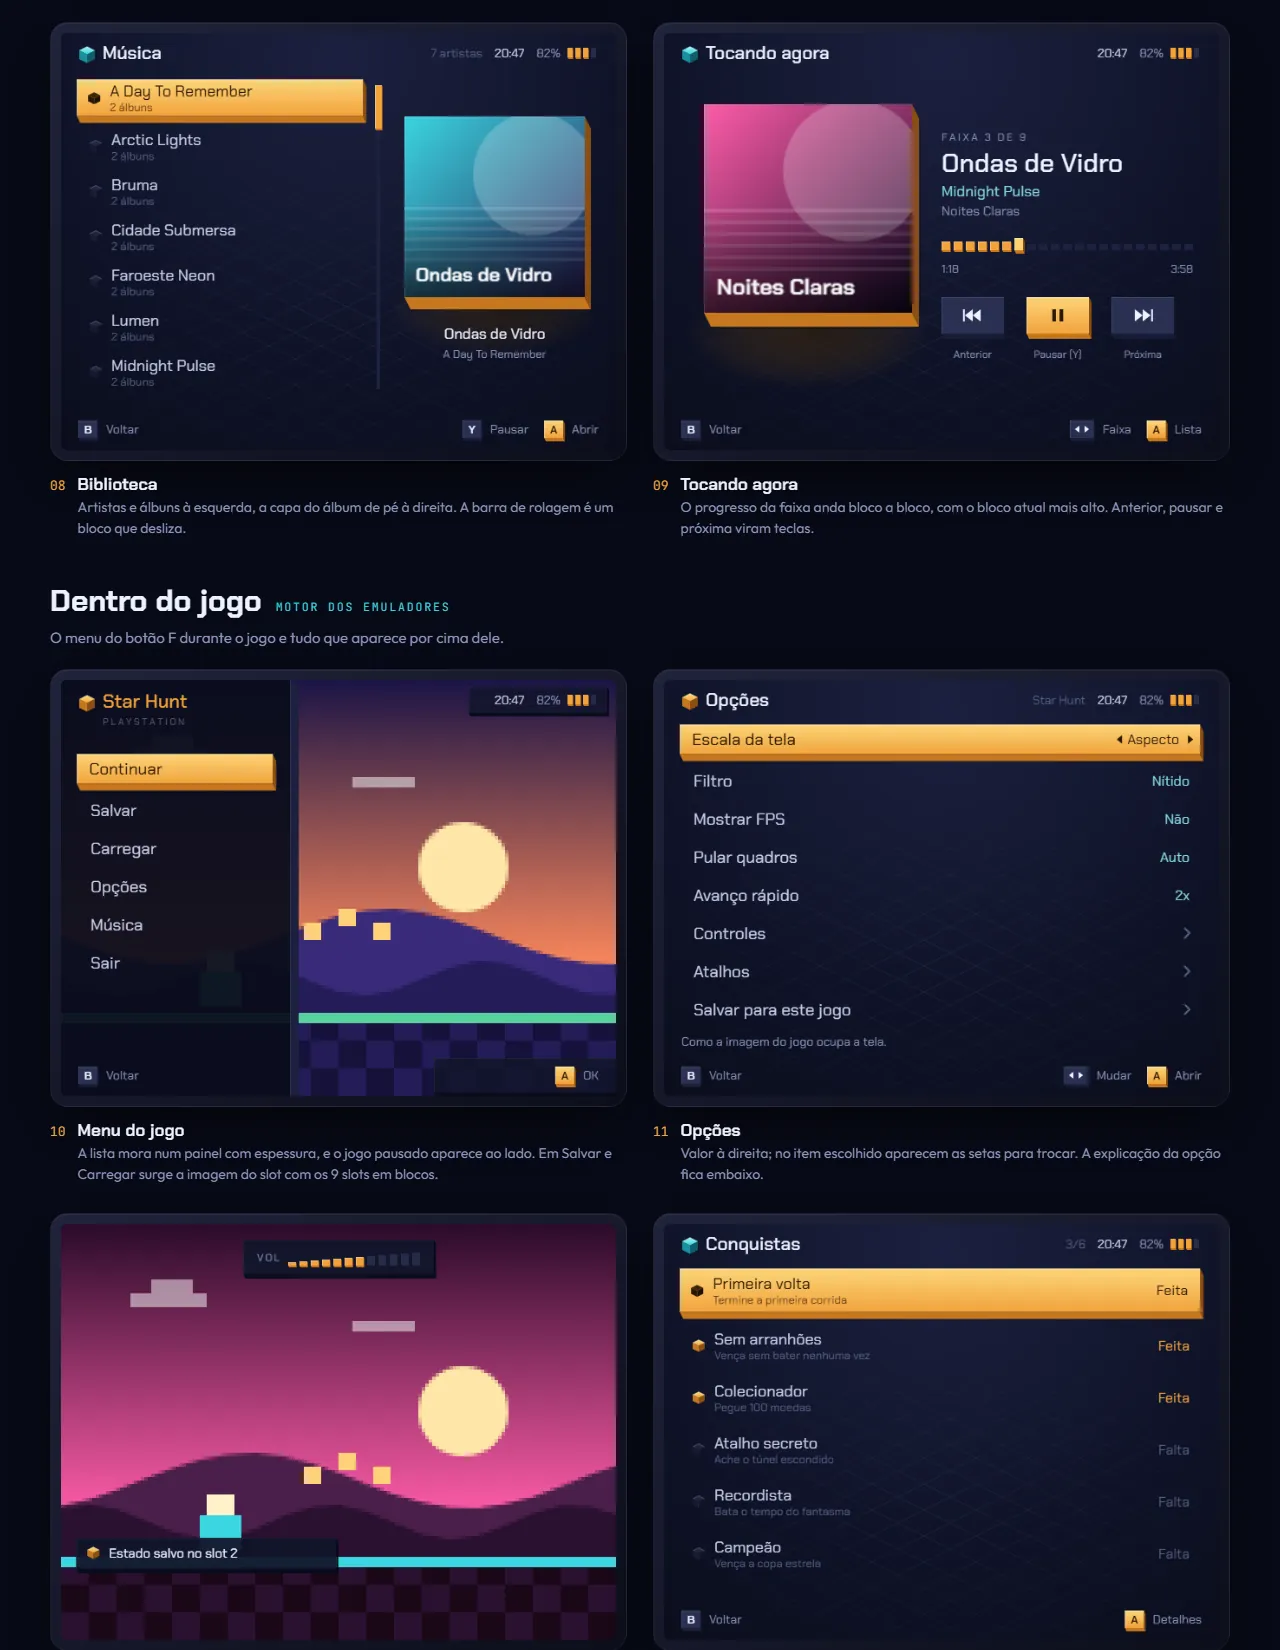 Música
7 artistas 20:47 82%
A Day To Remember
2 álbuns
Arctic Lights
2 álbuns
Bruma
2 álbuns
Cidade Submersa
2 álbuns
Faroeste Neon
2 álbuns
Lumen
2 álbuns
Midnight Pulse
2 álbuns
Ondas de Vidro
Ondas de Vidro
A Day To Remember
B Voltar
Y Pausar A Abrir
Tocando agora
20:47 82%
Noites Claras
FAIXA 3 DE 9
Ondas de Vidro
Midnight Pulse
Noites Claras
1:18 3:58
Anterior Pausar (Y) Próxima
B Voltar
Faixa A Lista
08 Biblioteca
Artistas e álbuns à esquerda, a capa do álbum de pé à direita. A barra de rolagem é um
bloco que desliza.
09 Tocando agora
O progresso da faixa anda bloco a bloco, com o bloco atual mais alto. Anterior, pausar e
próxima viram teclas.
Dentro do jogo MOTOR DOS EMULADORES
O menu do botão F durante o jogo e tudo que aparece por cima dele.
Star Hunt
PLAYSTATION
20:47 82%
Continuar
Salvar
Carregar
Opções
Música
Sair
B Voltar
A OK
Opções
Star Hunt 20:47 82%
Escala da tela Aspecto
Filtro Nítido
Mostrar FPS Não
Pular quadros Auto
Avanço rápido 2x
Controles
Atalhos
Salvar para este jogo
Como a imagem do jogo ocupa a tela.
B Voltar
Mudar A Abrir
10 Menu do jogo
A lista mora num painel com espessura, e o jogo pausado aparece ao lado. Em Salvar e
Carregar surge a imagem do slot com os 9 slots em blocos.
11 Opções
Valor à direita; no item escolhido aparecem as setas para trocar. A explicação da opção
fica embaixo.
VOL
Estado salvo no slot 2
Conquistas
3/6 20:47 82%
Primeira volta Feita
Termine a primeira corrida
Sem arranhões Feita
Vença sem bater nenhuma vez
Colecionador Feita
Pegue 100 moedas
Atalho secreto Falta
Ache o túnel escondido
Recordista Falta
Bata o tempo do fantasma
Campeão Falta
Vença a copa estrela
B Voltar
A Detalhes